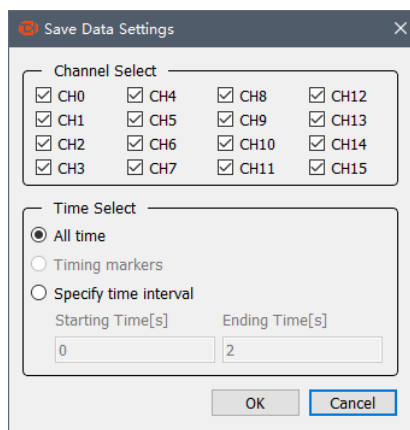 Save Data Settings
Channel Select
CH0 CH4 CH8 CH12
CH1 CH5 CH9 CH13
CH2 CH6 CH10 CH14
CH3 CH7 CH11 CH15
Time Select
All time
Timing markers
Specify time interval
Starting Time[s] Ending Time[s]
0 2
OK Cancel